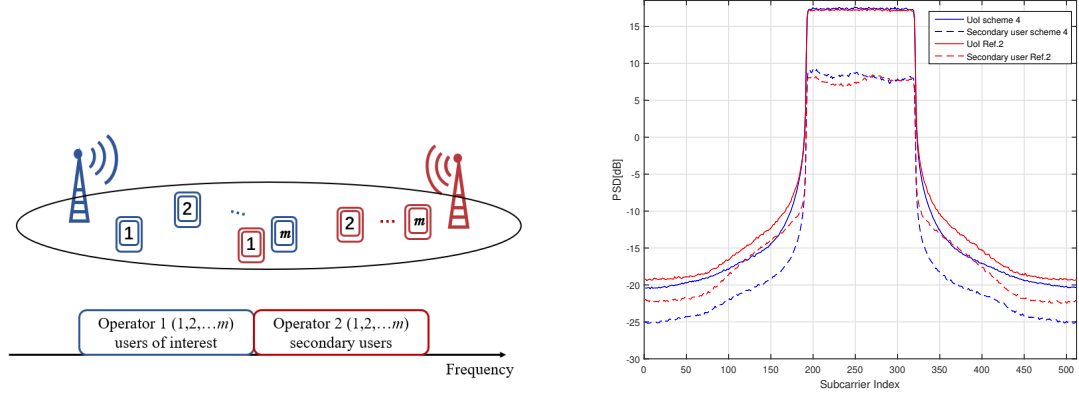 2
...
1
1
m
2
...
m
Operator 1 (1,2,...m)
users of interest
Operator 2 (1,2,...m)
secondary users
Frequency
UoI scheme 4
Secondary user scheme 4
UoI Ref.2
Secondary user Ref.2
PSD[dB]
15
10
5
0
-5
-10
-15
-20
-25
-30
0
50
100
150
200
250
300
350
400
450
500
Subcarrier Index